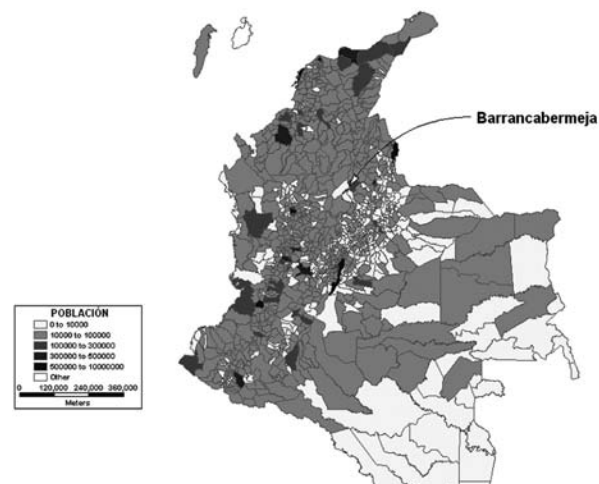 Barrancabermeja
POBLACIÓN
0 to 10000
10000 to 100000
100000 to 300000
300000 to 500000
500000 to 10000000
Other
0 120,000 240,000 360,000
Meters